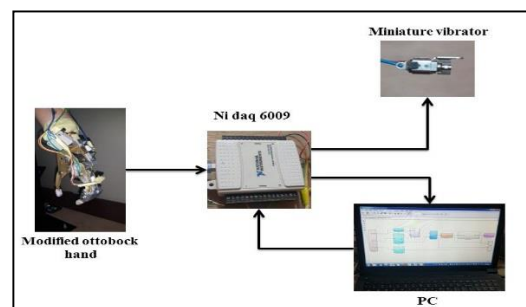 Miniature vibrator
Ni daq 6009
Modified ottobock
hand
PC